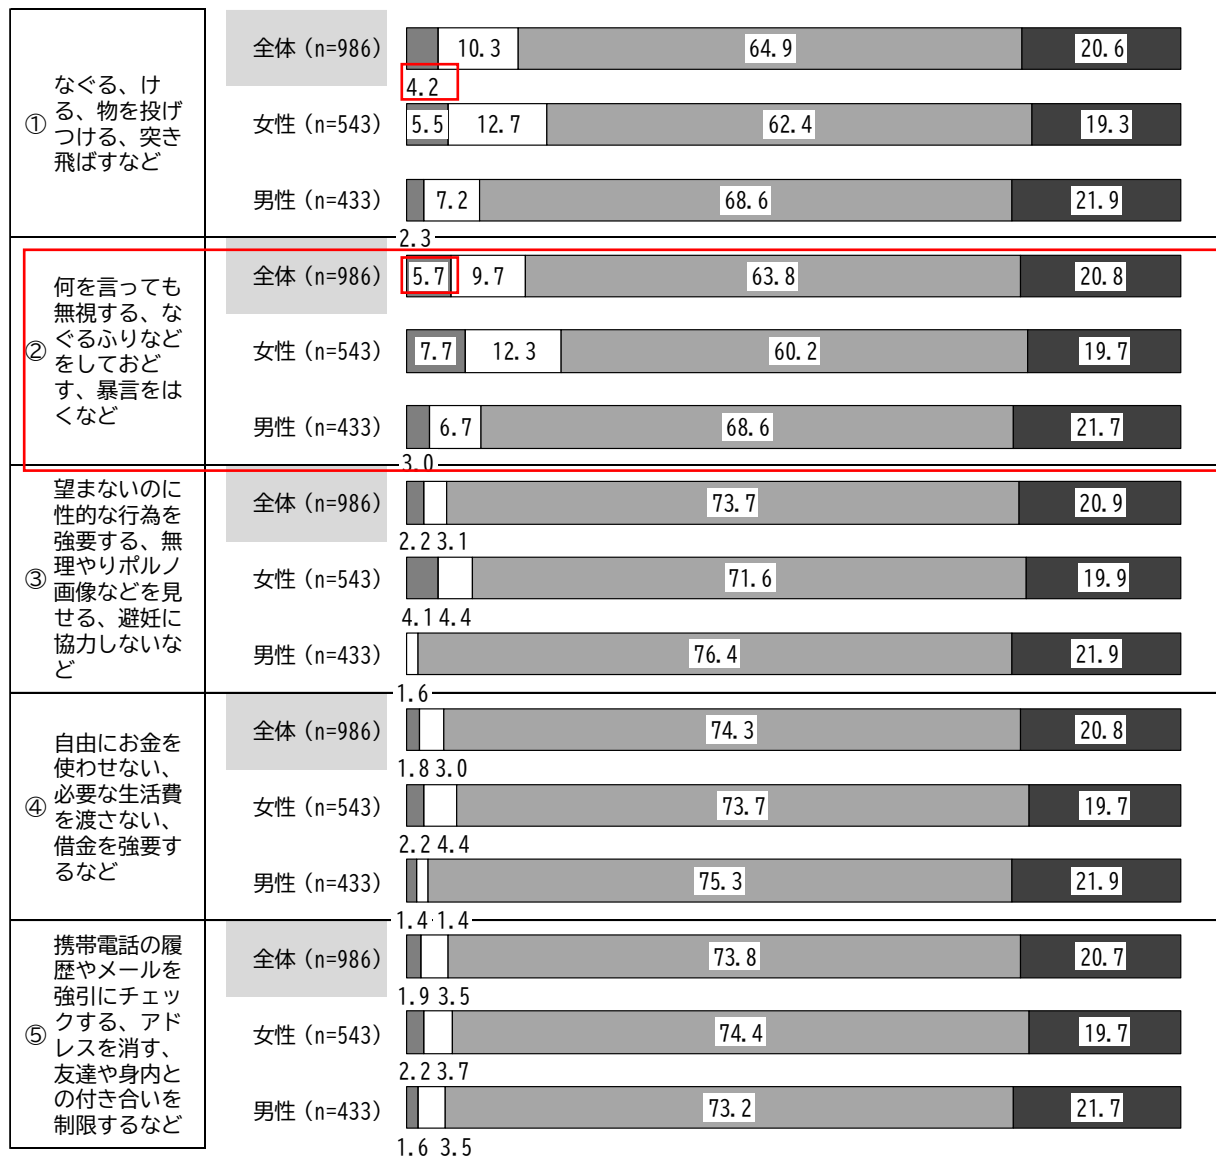 全体 (n=986) 10.3 64.9 20.6
4.2
① なぐる、け
る、物を投げ
つける、突き
飛ばすなど
女性 (n=543) 5.5 12.7 62.4 19.3
男性 (n=433) 7.2 68.6 21.9
2.3
② 何を言っても
無視する、な
ぐるふりなど
をしておど
す、暴言をは
くなど
全体 (n=986) 5.7 9.7 63.8 20.8
女性 (n=543) 7.7 12.3 60.2 19.7
男性 (n=433) 6.7 68.6 21.7
3.0
③ 望まないのに
性的な行為を
強要する、無
理やりポルノ
画像などを見
せる、避妊に
協力しないな
ど
全体 (n=986) 73.7 20.9
2.2 3.1
女性 (n=543) 71.6 19.9
4.1 4.4
男性 (n=433) 76.4 21.9
1.6
④ 自由にお金を
使わせない、
必要な生活費
を渡さない、
借金を強要す
るなど
全体 (n=986) 74.3 20.8
1.8 3.0
女性 (n=543) 73.7 19.7
2.2 4.4
男性 (n=433) 75.3 21.9
1.4 1.4
⑤ 携帯電話の履
歴やメールを
強引にチェッ
クする、アド
レスを消す、
友達や身内と
の付き合いを
制限するなど
全体 (n=986) 73.8 20.7
1.9 3.5
女性 (n=543) 74.4 19.7
2.2 3.7
男性 (n=433) 73.2 21.7
1.6 3.5